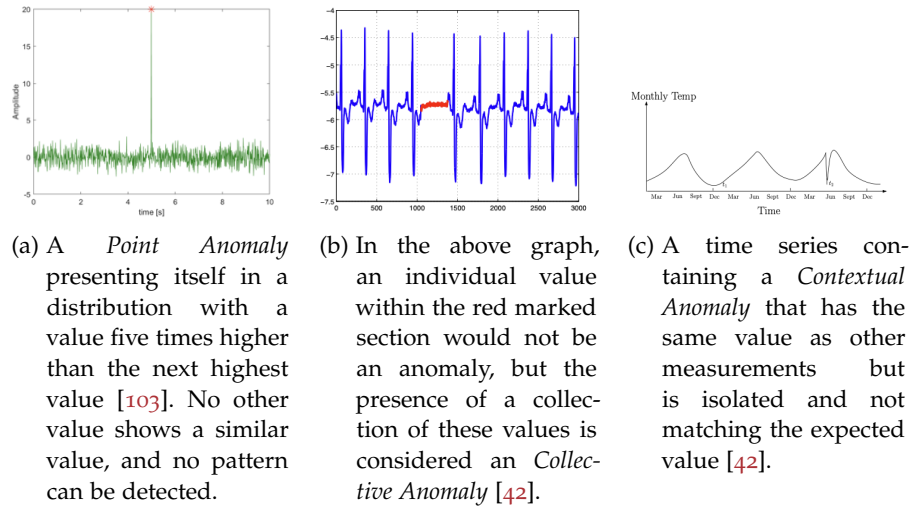 20
15
10
5
0
-5
Amplitude
0 2 4 6 8 10
time [s]
-4
-4.5
-5
-5.5
-6
-6.5
-7
-7.5
0 500 1000 1500 2000 2500 3000
Monthly Temp
t₁ t₂
Mar Jun Sept Dec Mar Jun Sept Dec Mar Jun Sept Dec
Time
(a) A Point Anomaly
presenting itself in a
distribution with a
value five times higher
than the next highest
value [103]. No other
value shows a similar
value, and no pattern
can be detected.
(b) In the above graph,
an individual value
within the red marked
section would not be
an anomaly, but the
presence of a collec-
tion of these values is
considered an Collec-
tive Anomaly [42].
(c) A time series con-
taining a Contextual
Anomaly that has the
same value as other
measurements but
is isolated and not
matching the expected
value [42].